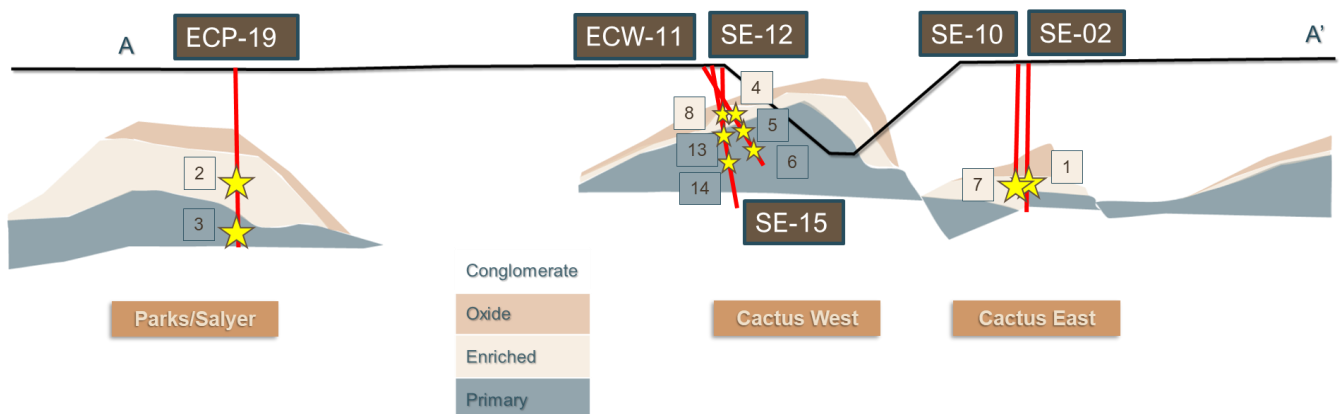 A
ECP-19
ECW-11
SE-12
SE-10
SE-02
A’
4
8
5
13
6
14
2
3
7
1
SE-15
Conglomerate
Oxide
Enriched
Primary
Parks/Salyer
Cactus West
Cactus East